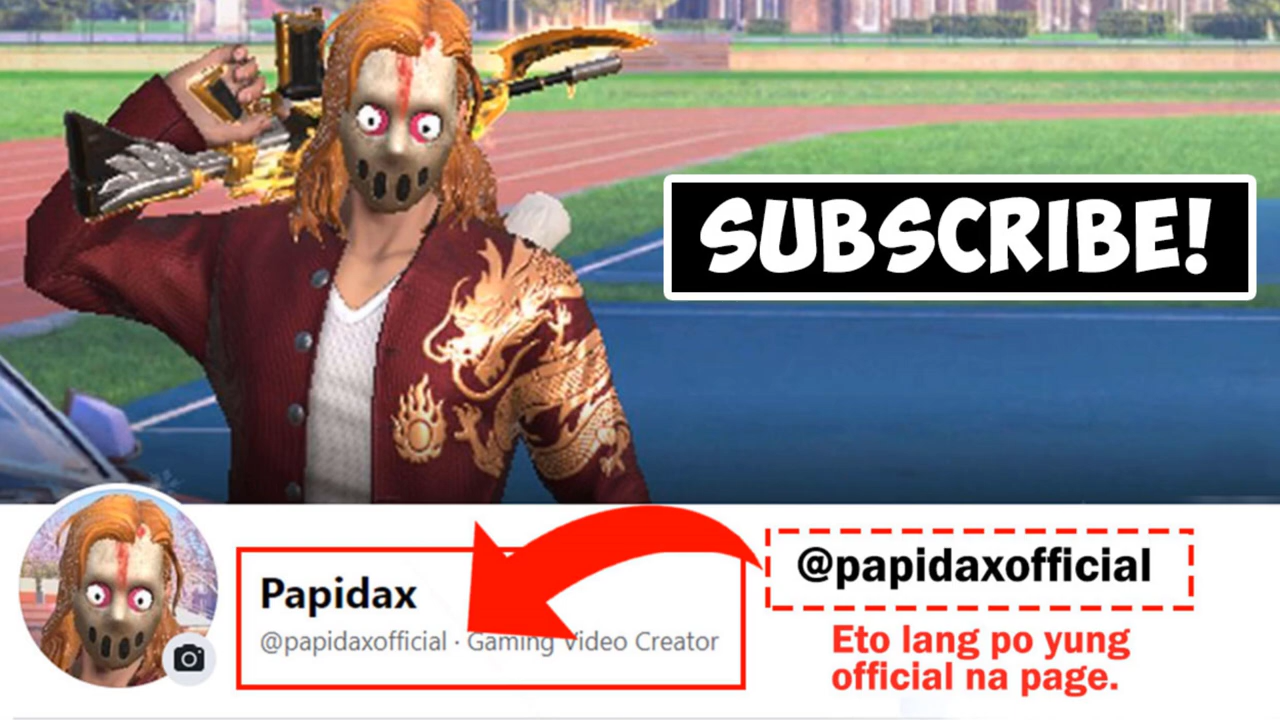 SUBSCRIBE!
Papidax
@papidaxofficial · Gaming Video Creator
@papidaxofficial
Eto lang po yung
official na page.